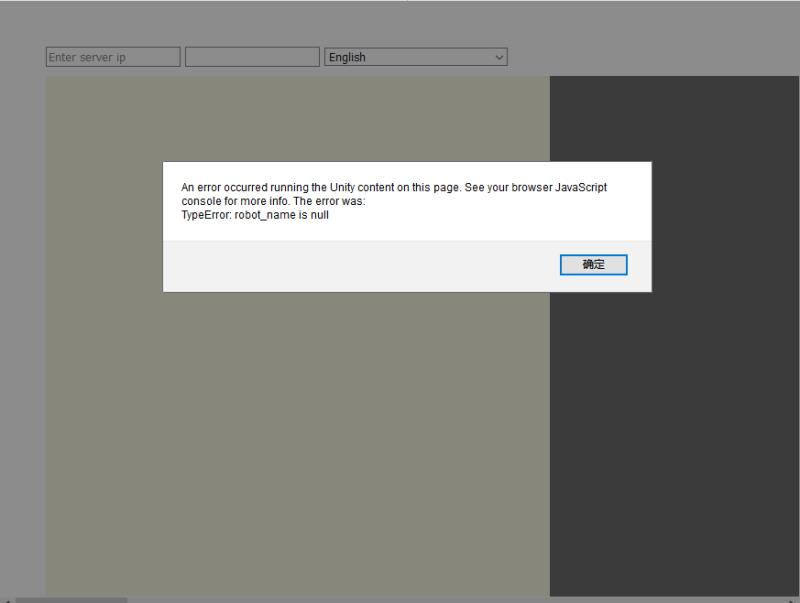 Enter server ip
English
An error occurred running the Unity content on this page. See your browser JavaScript
console for more info. The error was:
TypeError: robot_name is null
确定